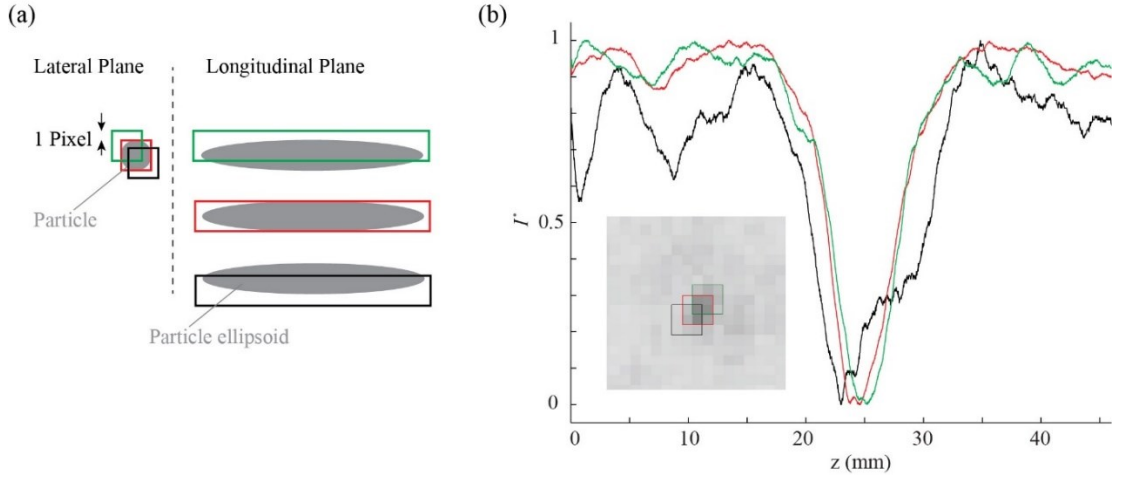 (a)
Lateral Plane
Longitudinal Plane
1 Pixel
Particle
Particle ellipsoid
(b)
1
0.5
0
I*
0
10
20
30
40
z (mm)